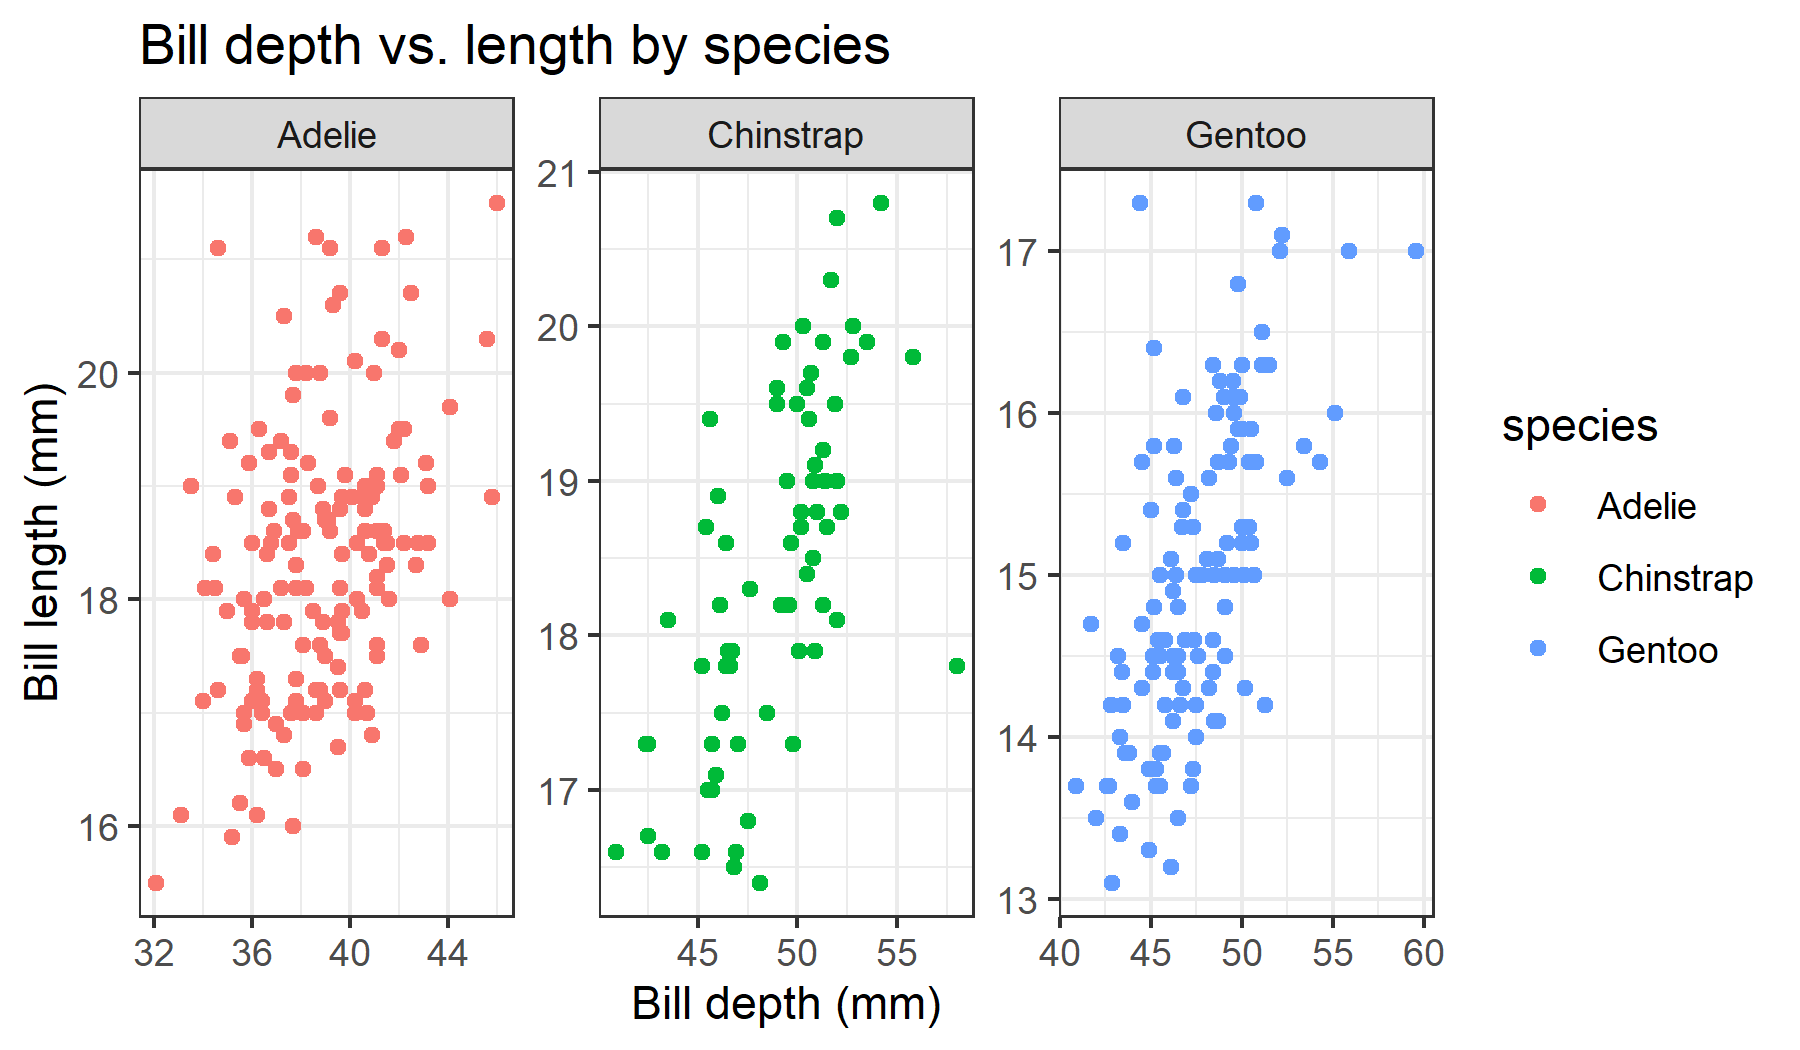 Bill depth vs. length by species
Adelie
Chinstrap
Gentoo
Bill length (mm)
20
18
16
21
20
19
18
17
17
16
15
14
13
32 36 40 44
45 50 55
40 45 50 55 60
Bill depth (mm)
species
Adelie
Chinstrap
Gentoo